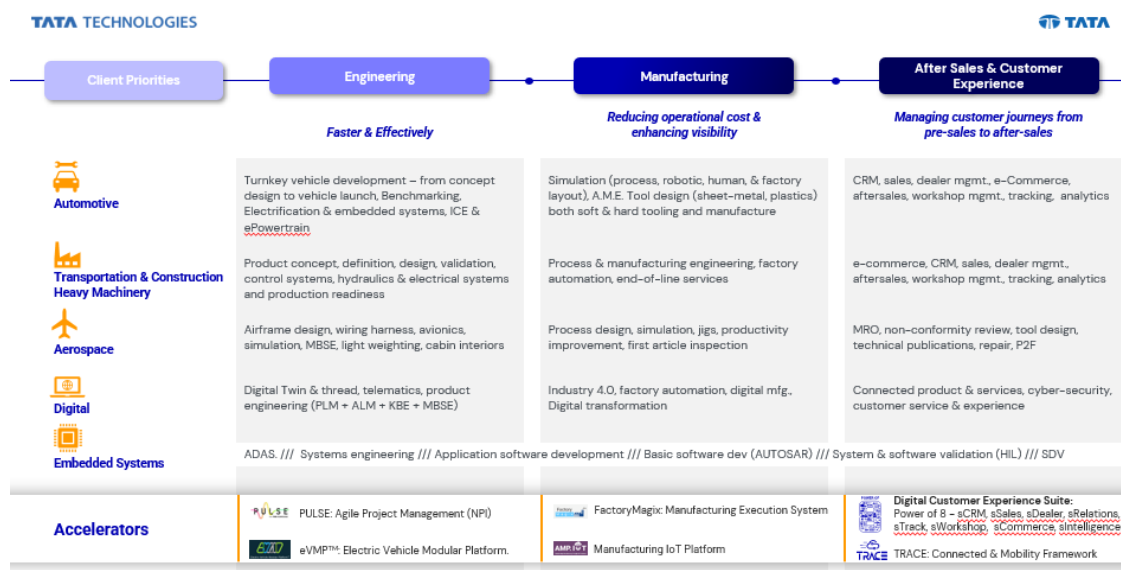 TATA TECHNOLOGIES
TATA
Client Priorities
Engineering
Manufacturing
After Sales & Customer
Experience
Faster & Effectively
Reducing operational cost &
enhancing visibility
Managing customer journeys from
pre-sales to after-sales
Automotive
Turnkey vehicle development – from concept
design to vehicle launch, Benchmarking,
Electrification & embedded systems, ICE &
ePowertrain
Simulation (process, robotic, human, & factory
layout), A.M.E. Tool design (sheet-metal, plastics)
both soft & hard tooling and manufacture
CRM, sales, dealer mgmt., e-Commerce,
aftersales, workshop mgmt., tracking, analytics
Transportation & Construction
Heavy Machinery
Product concept, definition, design, validation,
control systems, hydraulics & electrical systems
and production readiness
Process & manufacturing engineering, factory
automation, end-of-line services
e-commerce, CRM, sales, dealer mgmt.,
aftersales, workshop mgmt., tracking, analytics
Aerospace
Airframe design, wiring harness, avionics,
simulation, MBSE, light weighting, cabin interiors
Process design, simulation, jigs, productivity
improvement, first article inspection
MRO, non-conformity review, tool design,
technical publications, repair, P2F
Digital
Digital Twin & thread, telematics, product
engineering (PLM + ALM + KBE + MBSE)
Industry 4.0, factory automation, digital mfg.,
Digital transformation
Connected product & services, cyber-security,
customer service & experience
Embedded Systems
ADAS. /// Systems engineering /// Application software development /// Basic software dev (AUTOSAR) /// System & software validation (HIL) /// SDV
Accelerators
PULSE
PULSE: Agile Project Management (NPI)
eVMP™: Electric Vehicle Modular Platform.
Factory
FactoryMagix: Manufacturing Execution System
AMP.IoT
Manufacturing IoT Platform
Digital Customer Experience Suite:
Power of 8 - sCRM, sSales, sDealer, sRelations,
sTrack, sWorkshop, sCommerce, sIntelligence
TRACE
TRACE: Connected & Mobility Framework